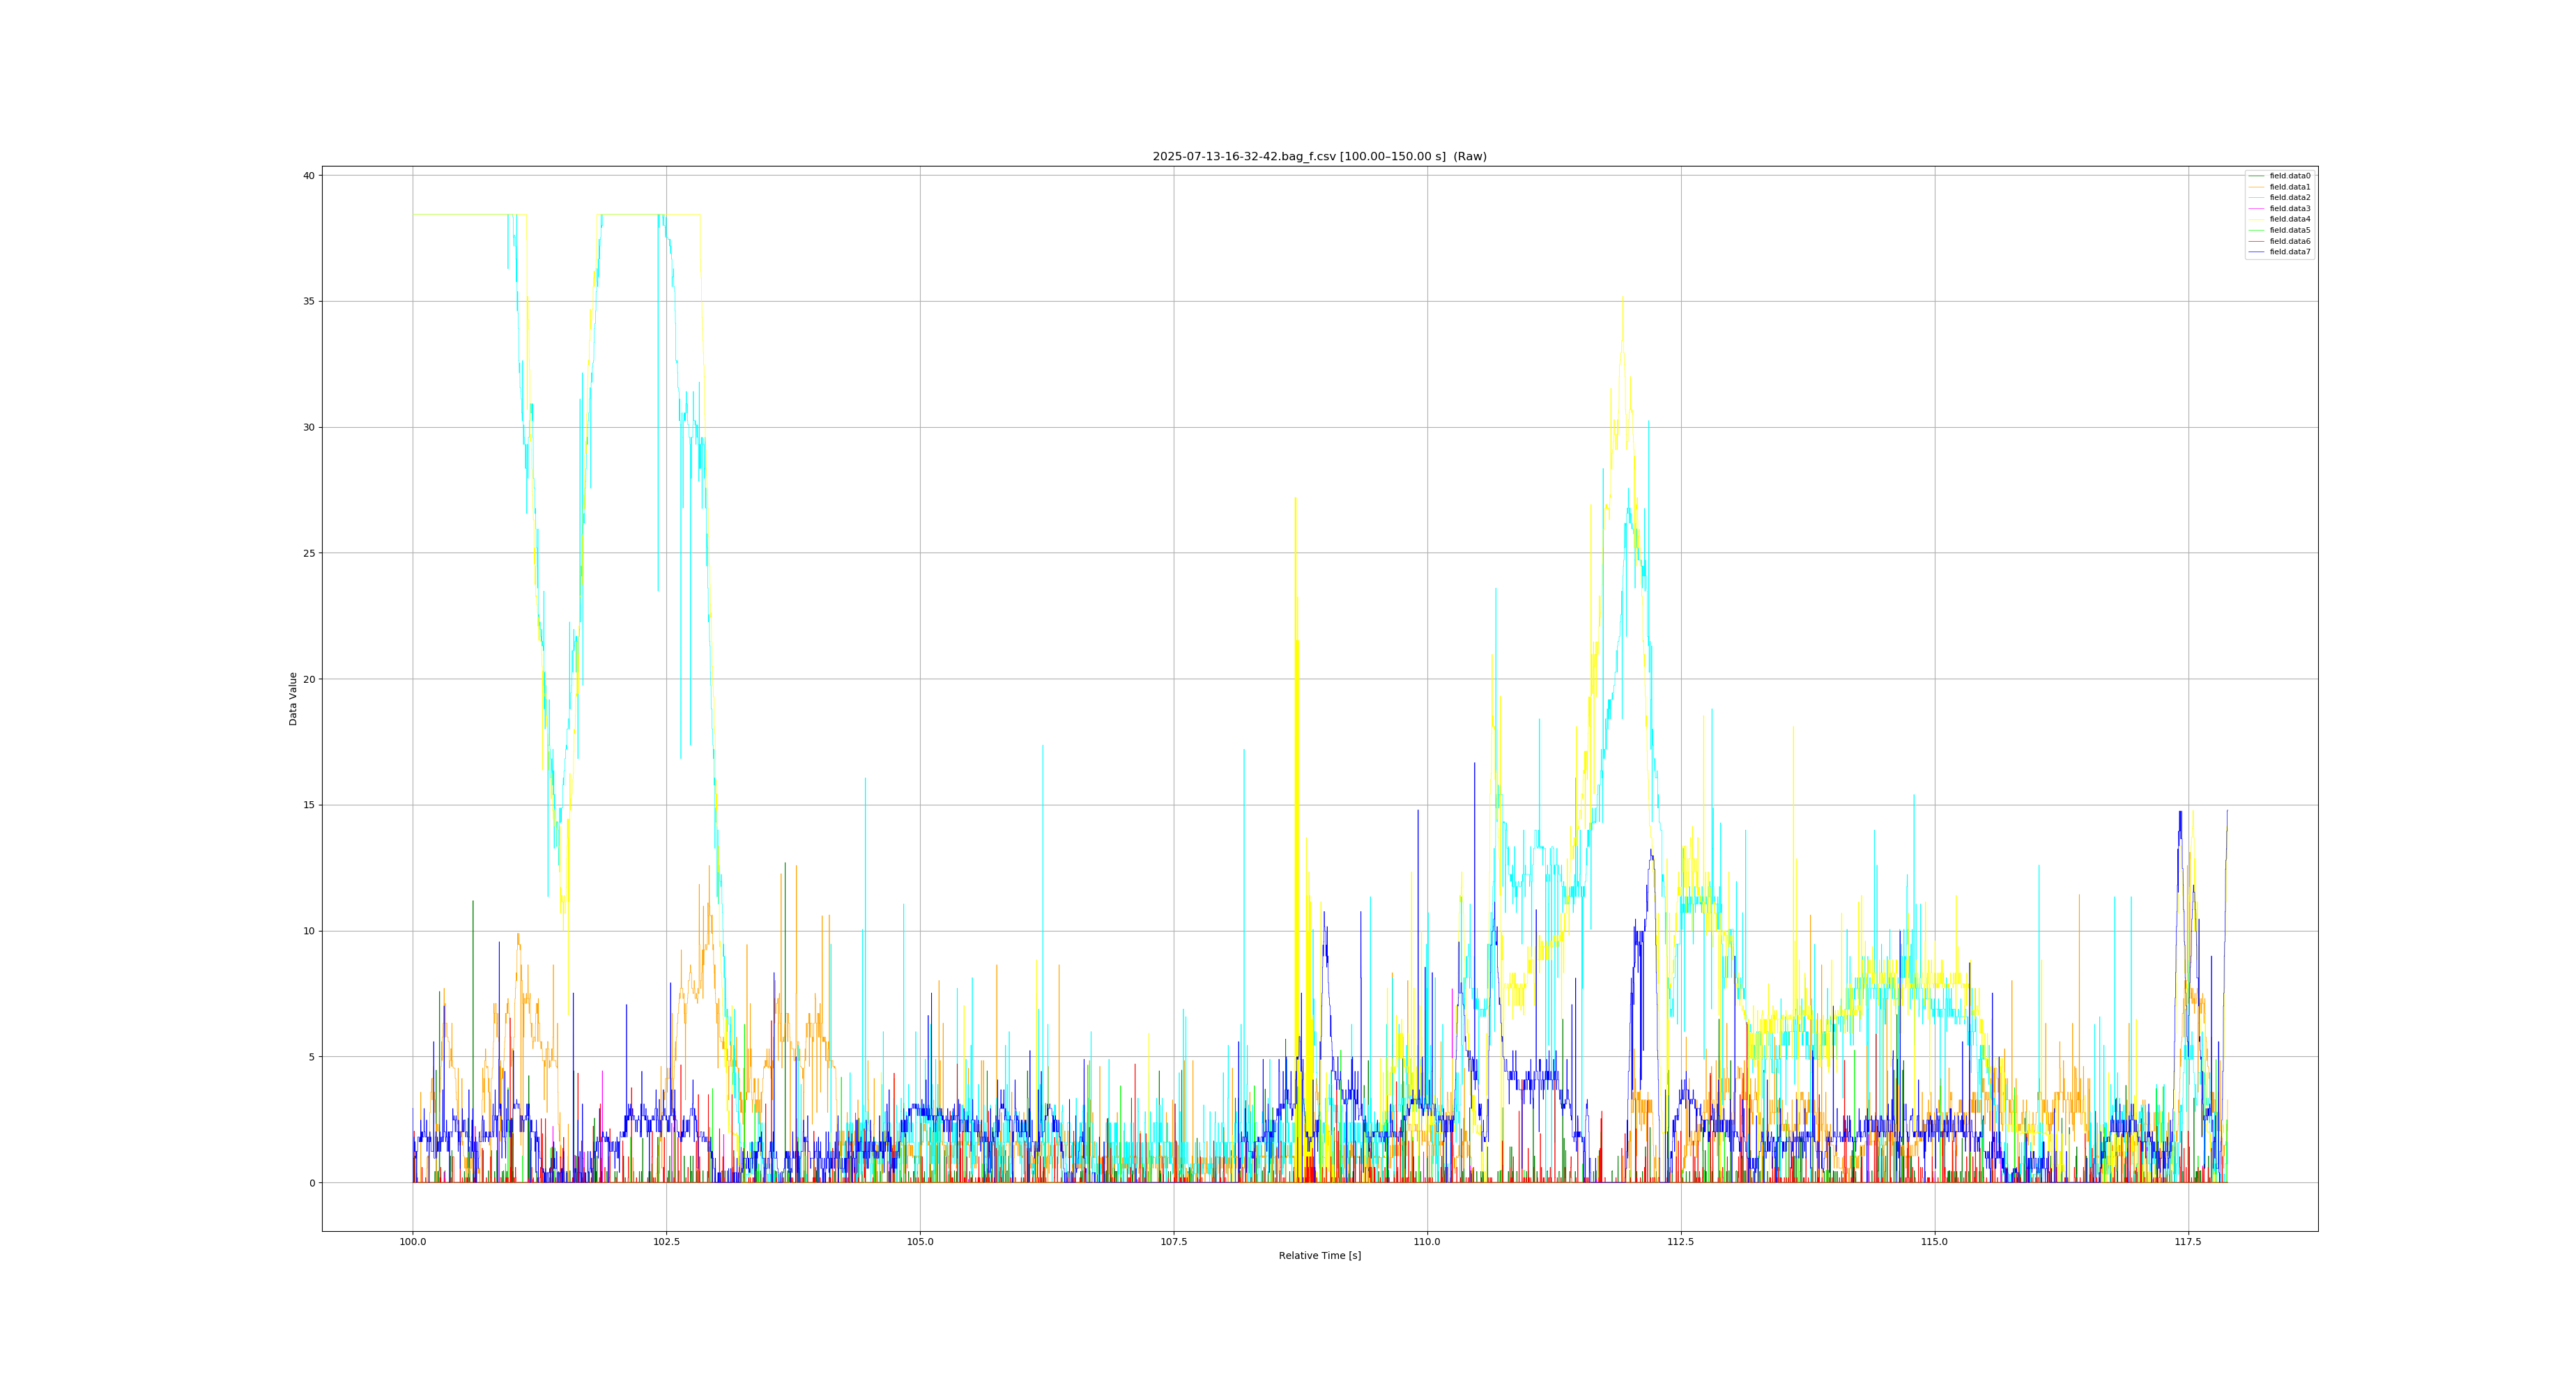 2025-07-13-16-32-42.bag_f.csv [100.00–150.00 s]  (Raw)
40
35
30
25
20
15
10
5
0
Data Value
field.data0
field.data1
field.data2
field.data3
field.data4
field.data5
field.data6
field.data7
100.0 102.5 105.0 107.5 110.0 112.5 115.0 117.5
Relative Time [s]